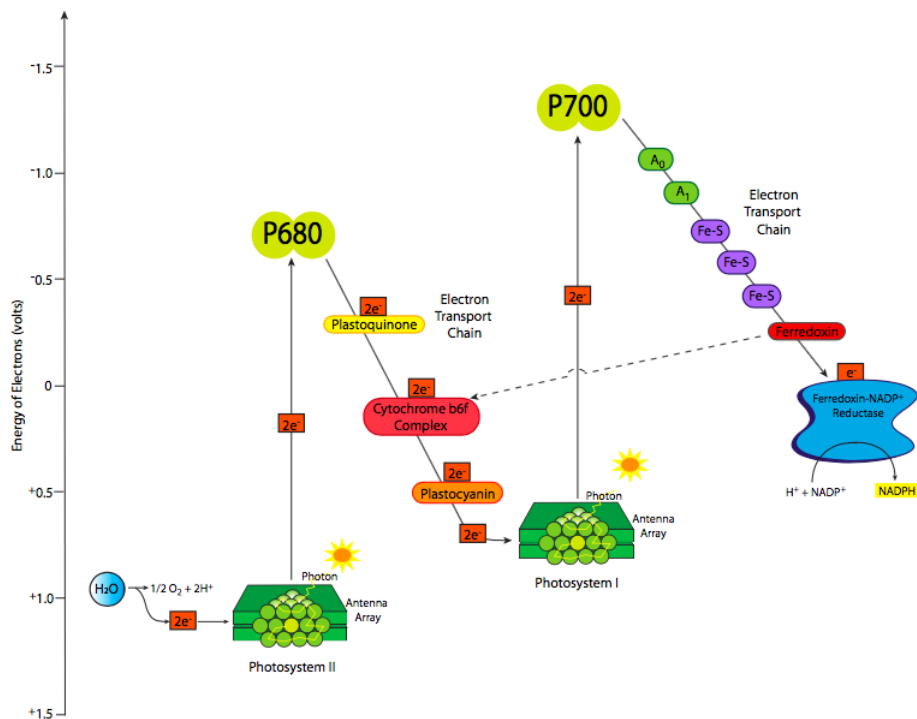 Energy of Electrons (volts)
-1.5
-1.0
-0.5
0
+0.5
+1.0
+1.5
H₂O
1/2 O₂ + 2H⁺
2e⁻
Photon
Antenna
Array
Photosystem II
2e⁻
P680
2e⁻
Plastoquinone
Electron
Transport
Chain
2e⁻
Cytochrome b6f
Complex
2e⁻
Plastocyanin
2e⁻
Photon
Antenna
Array
Photosystem I
2e⁻
P700
A₀
A₁
Fe-S
Fe-S
Fe-S
Electron
Transport
Chain
Ferredoxin
e⁻
Ferredoxin-NADP⁺
Reductase
H⁺ + NADP⁺
NADPH